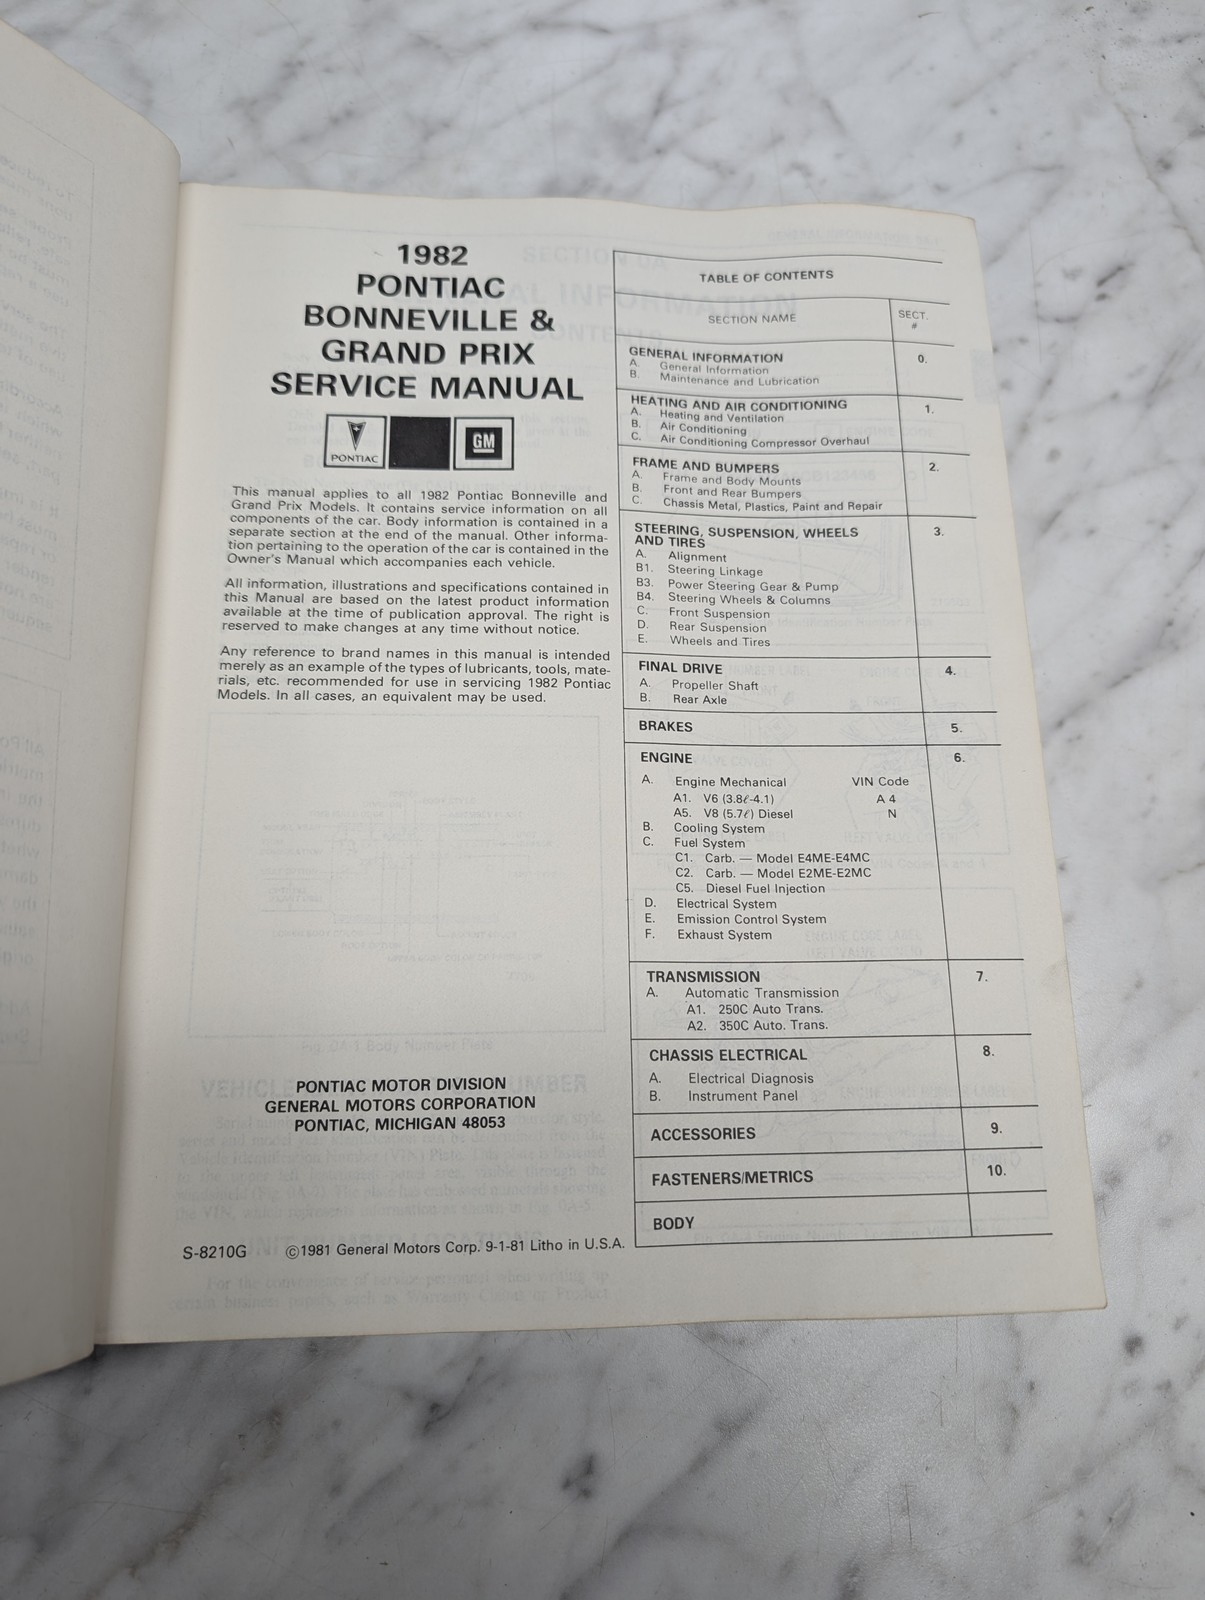 1982
PONTIAC
BONNEVILLE &
GRAND PRIX
SERVICE MANUAL
PONTIAC
GM
This manual applies to all 1982 Pontiac Bonneville and
Grand Prix Models. It contains service information on all
components of the car. Body information is contained in a
separate section at the end of the manual. Other informa-
tion pertaining to the operation of the car is contained in the
Owner's Manual which accompanies each vehicle.
All information, illustrations and specifications contained in
this Manual are based on the latest product information
available at the time of publication approval. The right is
reserved to make changes at any time without notice.
Any reference to brand names in this manual is intended
merely as an example of the types of lubricants, tools, mate-
rials, etc. recommended for use in servicing 1982 Pontiac
Models. In all cases, an equivalent may be used.
PONTIAC MOTOR DIVISION
GENERAL MOTORS CORPORATION
PONTIAC, MICHIGAN 48053
S-8210G ©1981 General Motors Corp. 9-1-81 Litho in U.S.A.
TABLE OF CONTENTS
SECTION NAME SECT. #
GENERAL INFORMATION 0.
A. General Information
B. Maintenance and Lubrication
HEATING AND AIR CONDITIONING 1.
A. Heating and Ventilation
B. Air Conditioning
C. Air Conditioning Compressor Overhaul
FRAME AND BUMPERS 2.
A. Frame and Body Mounts
B. Front and Rear Bumpers
C. Chassis Metal, Plastics, Paint and Repair
STEERING, SUSPENSION, WHEELS 3.
AND TIRES
A. Alignment
B1. Steering Linkage
B3. Power Steering Gear & Pump
B4. Steering Wheels & Columns
C. Front Suspension
D. Rear Suspension
E. Wheels and Tires
FINAL DRIVE 4.
A. Propeller Shaft
B. Rear Axle
BRAKES 5.
ENGINE 6.
A. Engine Mechanical VIN Code
A1. V6 (3.8ℓ-4.1) A 4
A5. V8 (5.7ℓ) Diesel N
B. Cooling System
C. Fuel System
C1. Carb. — Model E4ME-E4MC
C2. Carb. — Model E2ME-E2MC
C5. Diesel Fuel Injection
D. Electrical System
E. Emission Control System
F. Exhaust System
TRANSMISSION 7.
A. Automatic Transmission
A1. 250C Auto Trans.
A2. 350C Auto. Trans.
CHASSIS ELECTRICAL 8.
A. Electrical Diagnosis
B. Instrument Panel
ACCESSORIES 9.
FASTENERS/METRICS 10.
BODY